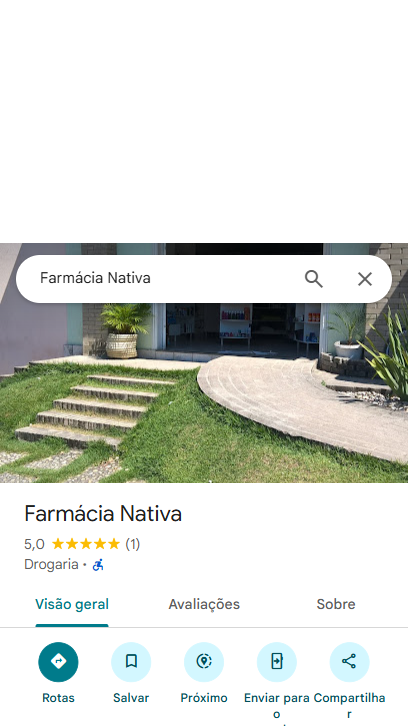 Farmácia Nativa
Farmácia Nativa
5,0 (1)
Drogaria ·
Visão geral Avaliações Sobre
Rotas Salvar Próximo Enviar para o Compartilhar